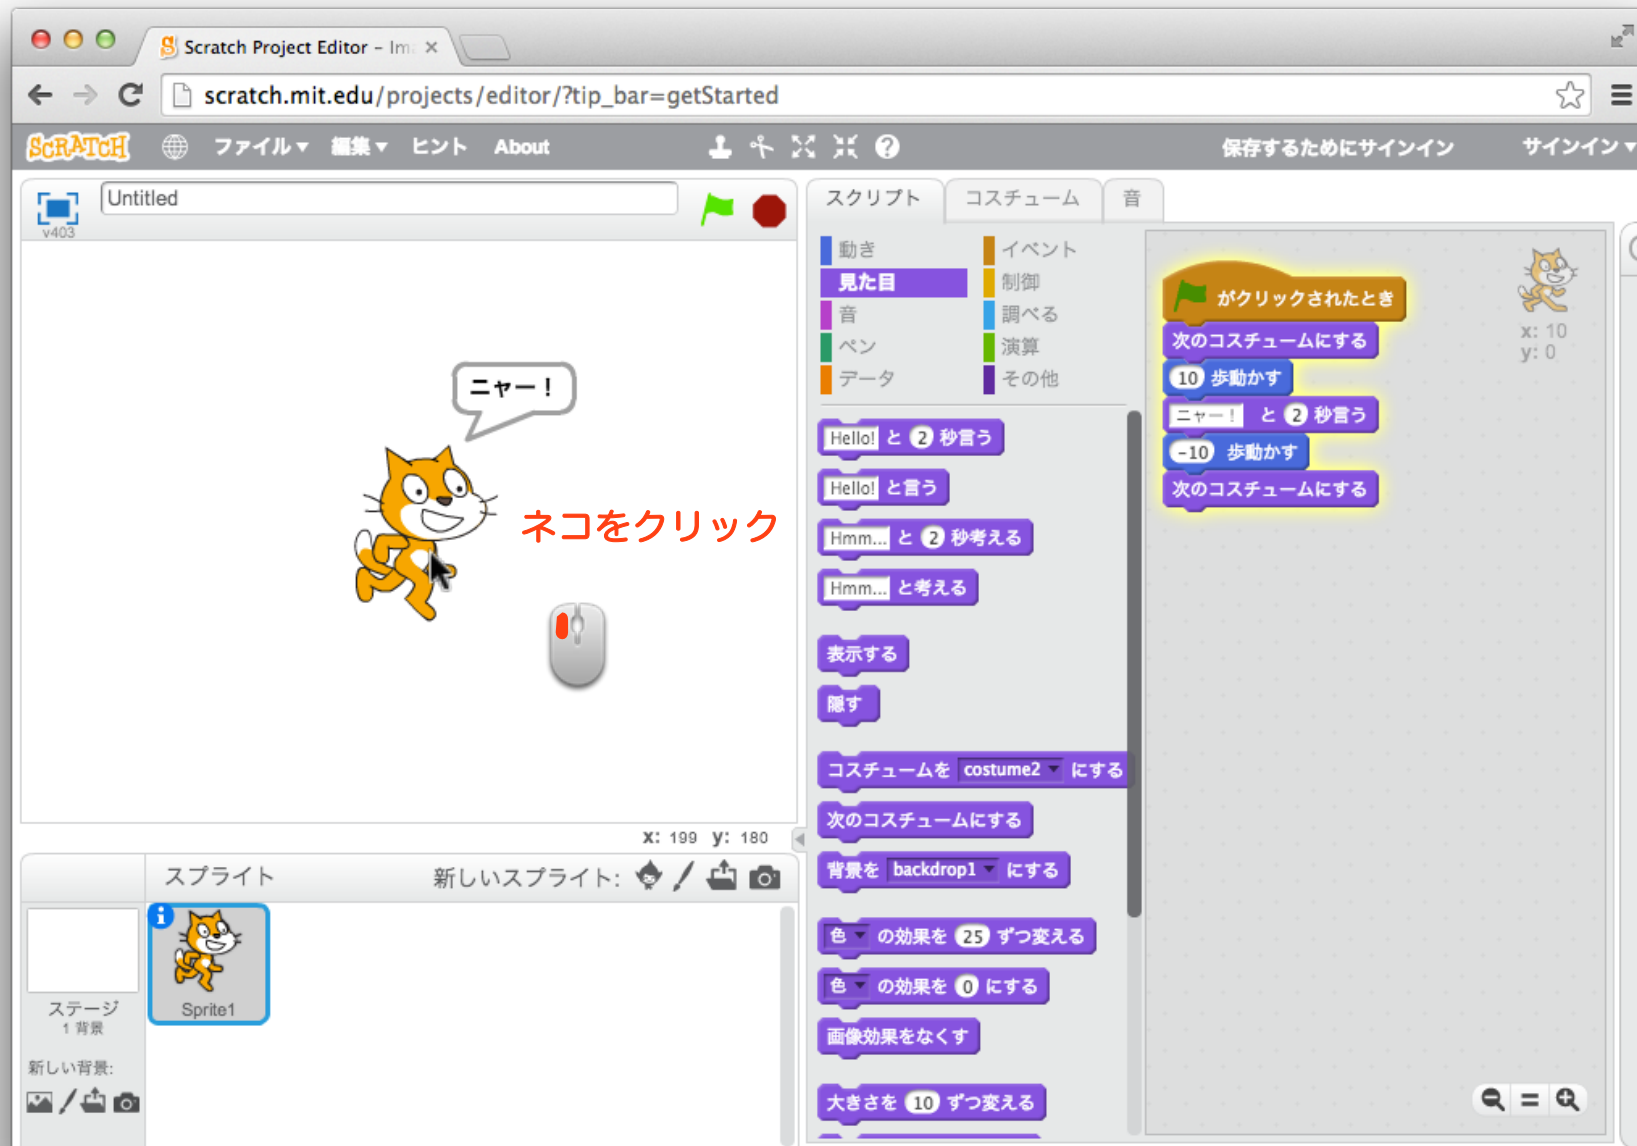 Scratch Project Editor – Im
scratch.mit.edu/projects/editor/?tip_bar=getStarted
SCRATCH ファイル▼ 編集▼ ヒント About 保存するためにサインイン サインイン▼
v403
Untitled
ニャー！
ネコをクリック
x: 199 y: 180
スプライト 新しいスプライト:
Sprite1
ステージ
1 背景
新しい背景:
スクリプト コスチューム 音
動き イベント
見た目 制御
音 調べる
ペン 演算
データ その他
Hello! と 2 秒言う
Hello! と言う
Hmm... と 2 秒考える
Hmm... と考える
表示する
隠す
コスチュームを costume2 にする
次のコスチュームにする
背景を backdrop1 にする
色 の効果を 25 ずつ変える
色 の効果を 0 にする
画像効果をなくす
大きさを 10 ずつ変える
がクリックされたとき
次のコスチュームにする
10 歩動かす
ニャー！ と 2 秒言う
-10 歩動かす
次のコスチュームにする
x: 10
y: 0